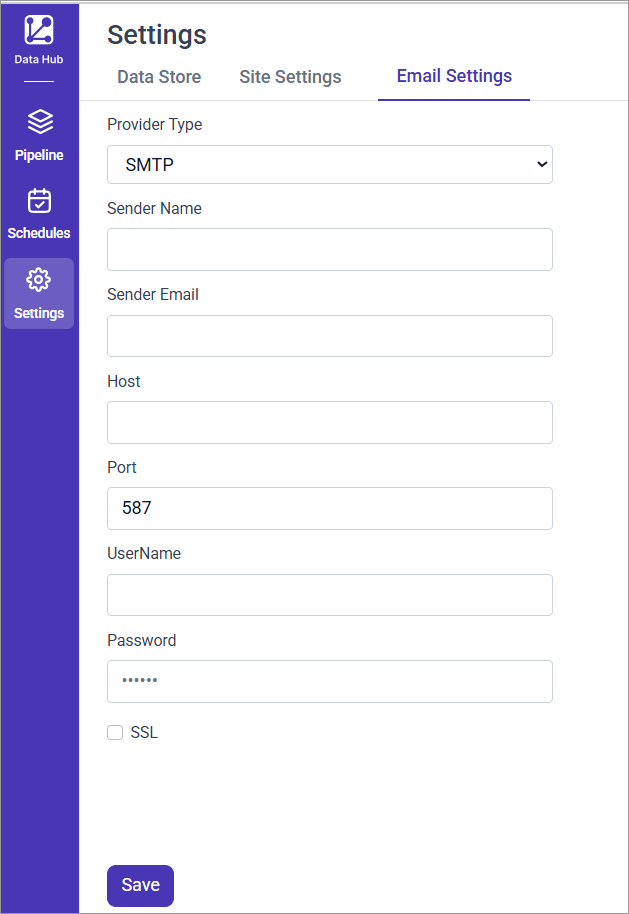 Data Hub
Pipeline
Schedules
Settings
Settings
Data Store Site Settings Email Settings
Provider Type
SMTP
Sender Name
Sender Email
Host
Port
587
UserName
Password
••••••
SSL
Save